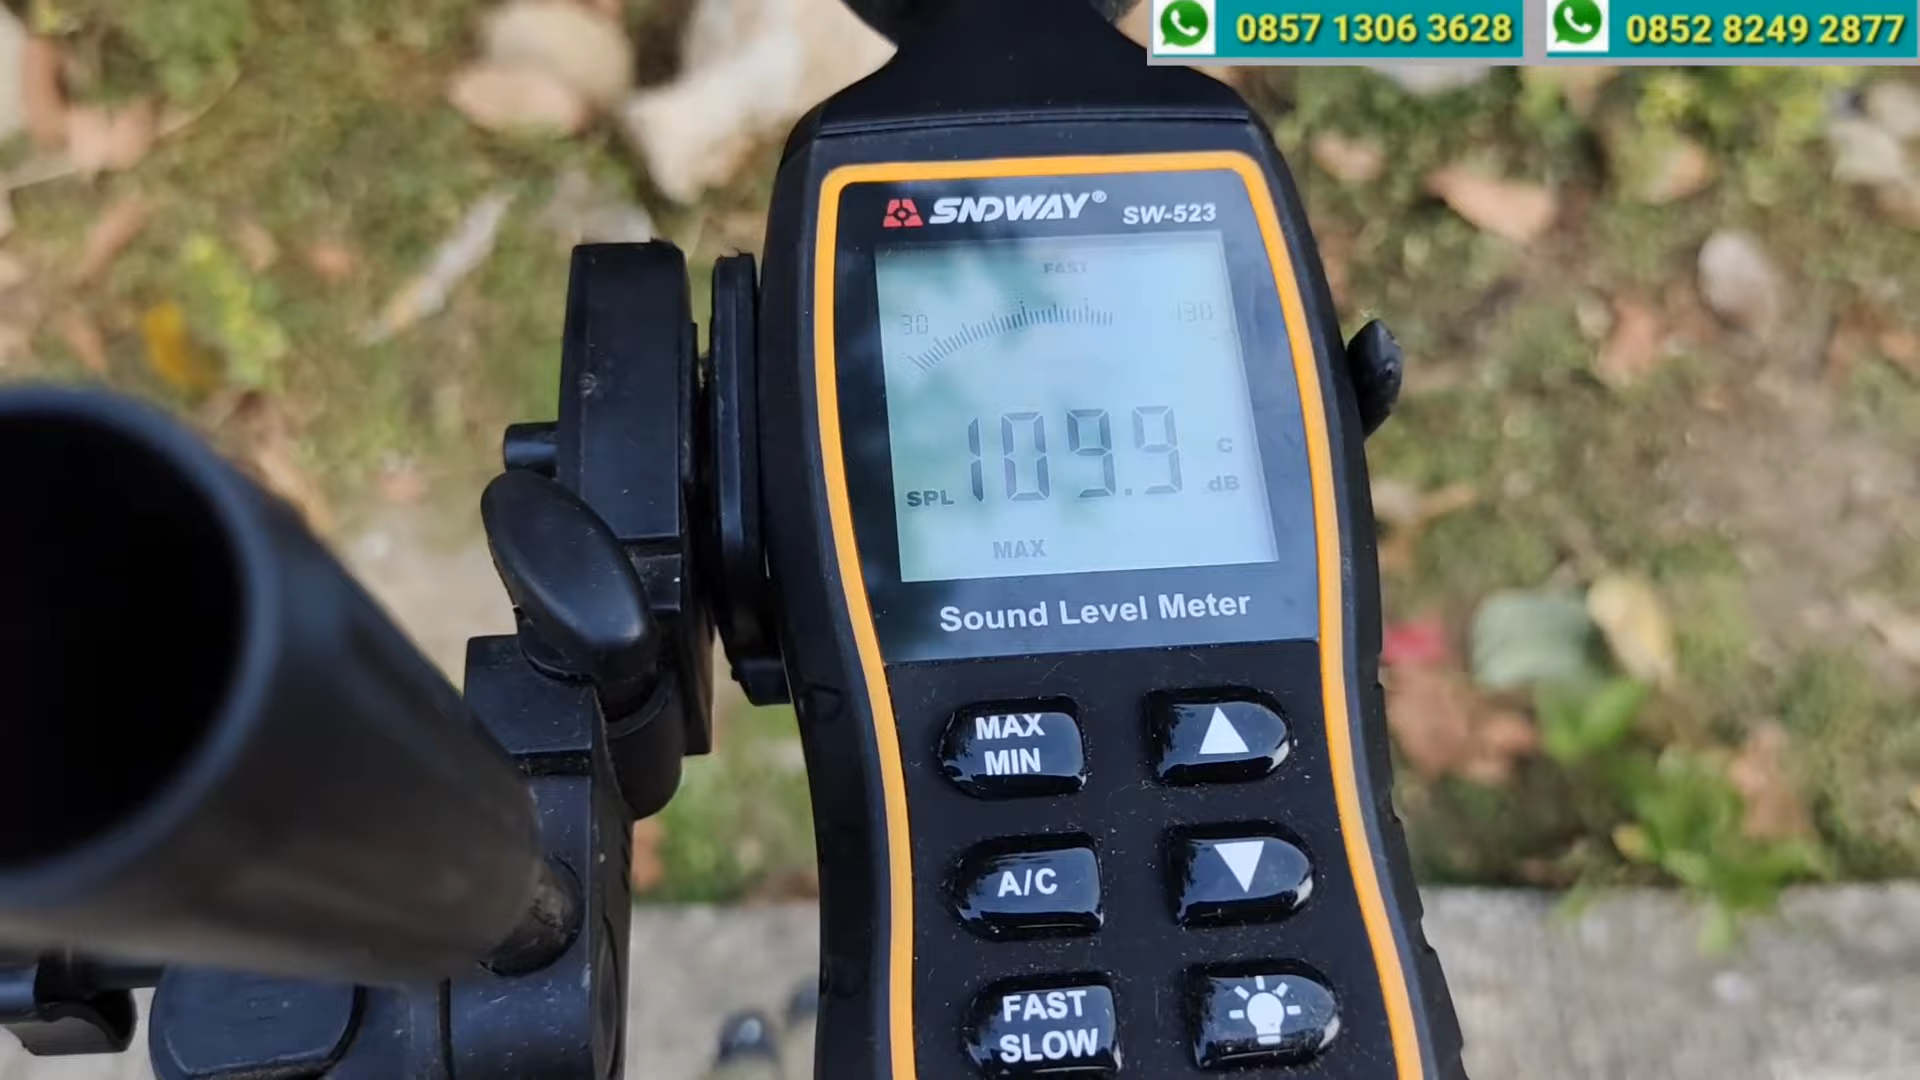 0857 1306 3628
0852 8249 2877
SNDWAY® SW-523
FAST
30 130
109.9
C
SPL dB
MAX
Sound Level Meter
MAX
MIN
A/C
FAST
SLOW